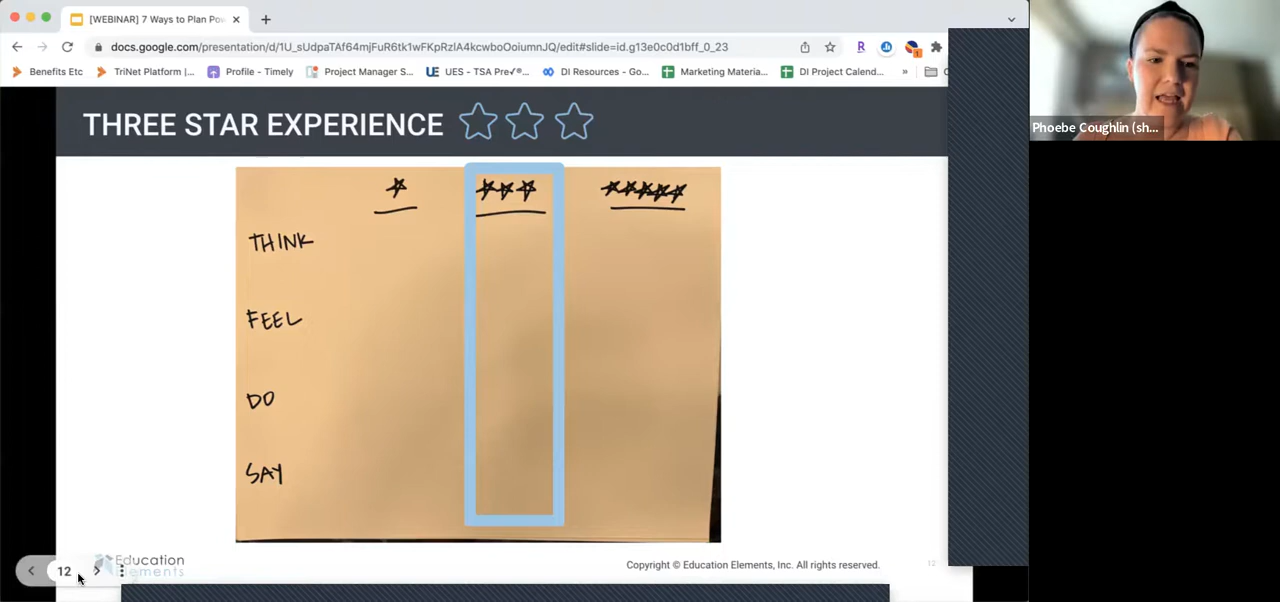 [WEBINAR] 7 Ways to Plan Pow
docs.google.com/presentation/d/1U_sUdpaTAf64mjFuR6tk1wFKpRzlA4kcwboOoiumnJQ/edit#slide=id.g13e0c0d1bff_0_23
Benefits Etc
TriNet Platform |...
Profile - Timely
Project Manager S...
UES - TSA Pre✓®...
DI Resources - Go...
Marketing Materia...
DI Project Calend...
»
Phoebe Coughlin (sh...
THREE STAR EXPERIENCE
THINK
FEEL
DO
SAY
12
Education
Elements
Copyright © Education Elements, Inc. All rights reserved.
12